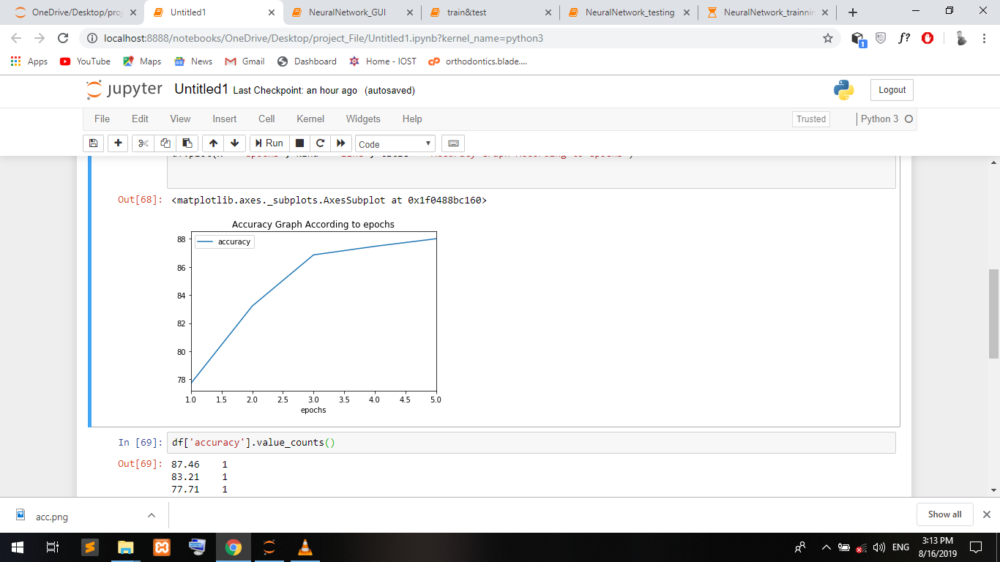 OneDrive/Desktop/proj
Untitled1
NeuralNetwork_GUI
train&test
NeuralNetwork_testing
NeuralNetwork_trainnin
localhost:8888/notebooks/OneDrive/Desktop/project_File/Untitled1.ipynb?kernel_name=python3
f?
1
Apps
YouTube
Maps
News
Gmail
Dashboard
Home - IOST
orthodontics.blade....
jupyter Untitled1 Last Checkpoint: an hour ago (autosaved)
Logout
File Edit View Insert Cell Kernel Widgets Help
Trusted
Python 3
Run
Code
Out[68]: <matplotlib.axes._subplots.AxesSubplot at 0x1f0488bc160>
Accuracy Graph According to epochs
accuracy
88
86
84
82
80
78
1.0 1.5 2.0 2.5 3.0 3.5 4.0 4.5 5.0
epochs
In [69]: df['accuracy'].value_counts()
Out[69]: 87.46 1
83.21 1
77.71 1
acc.png
Show all
ENG
3:13 PM
8/16/2019